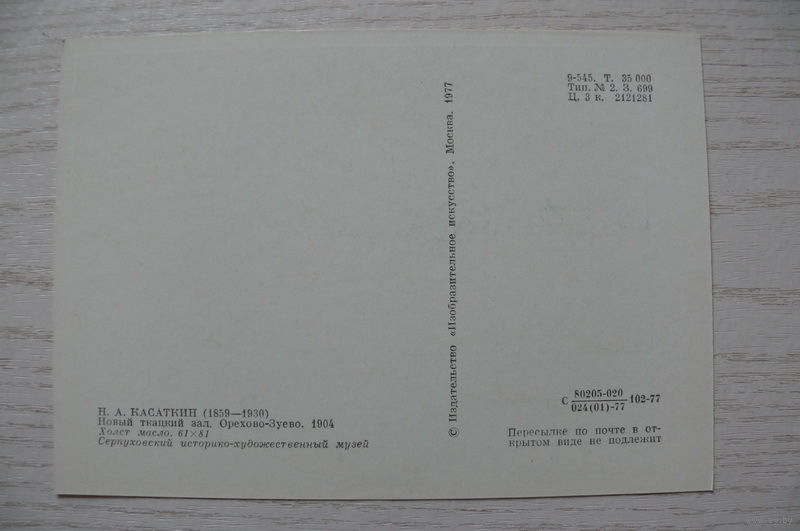 9-545. Т. 35 000
Тип. № 2. З. 699
Ц. 3 к. 2121281
© Издательство «Изобразительное искусство». Москва. 1977
Н. А. КАСАТКИН (1859—1930)
Новый ткацкий зал. Орехово-Зуево. 1904
Холст масло. 61×81
Серпуховский историко-художественный музей
С 80205-020
024(01)-77 102-77
Пересылке по почте в от-
крытом виде не подлежит